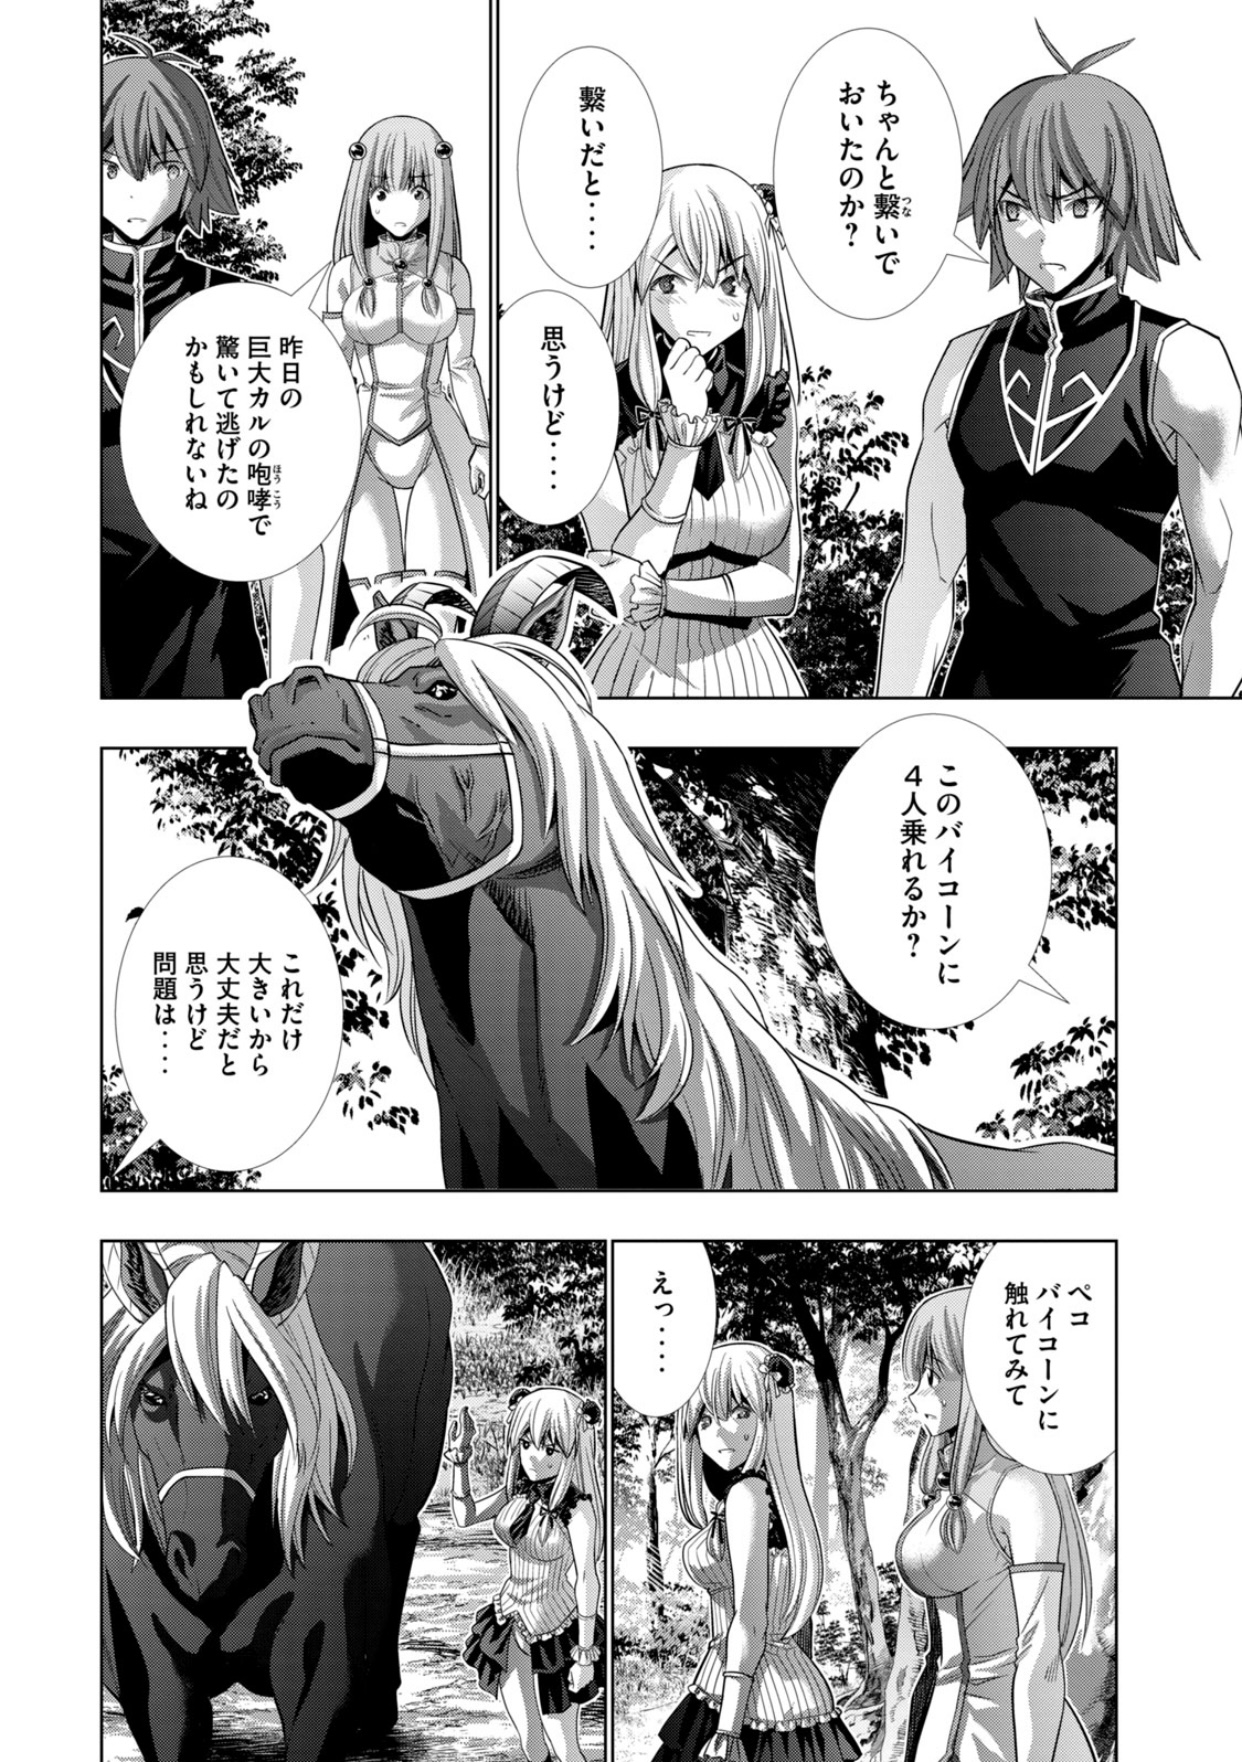 ちゃんと繋いで
おいたのか？
繋いだと‥‥
思うけど‥‥
昨日の
巨大カルの咆哮で
驚いて逃げたの
かもしれないね
このバイコーンに
４人乗れるか？
これだけ
大きいから
大丈夫だと
思うけど
問題は‥‥
ペコ
バイコーンに
触れてみて
えっ‥‥